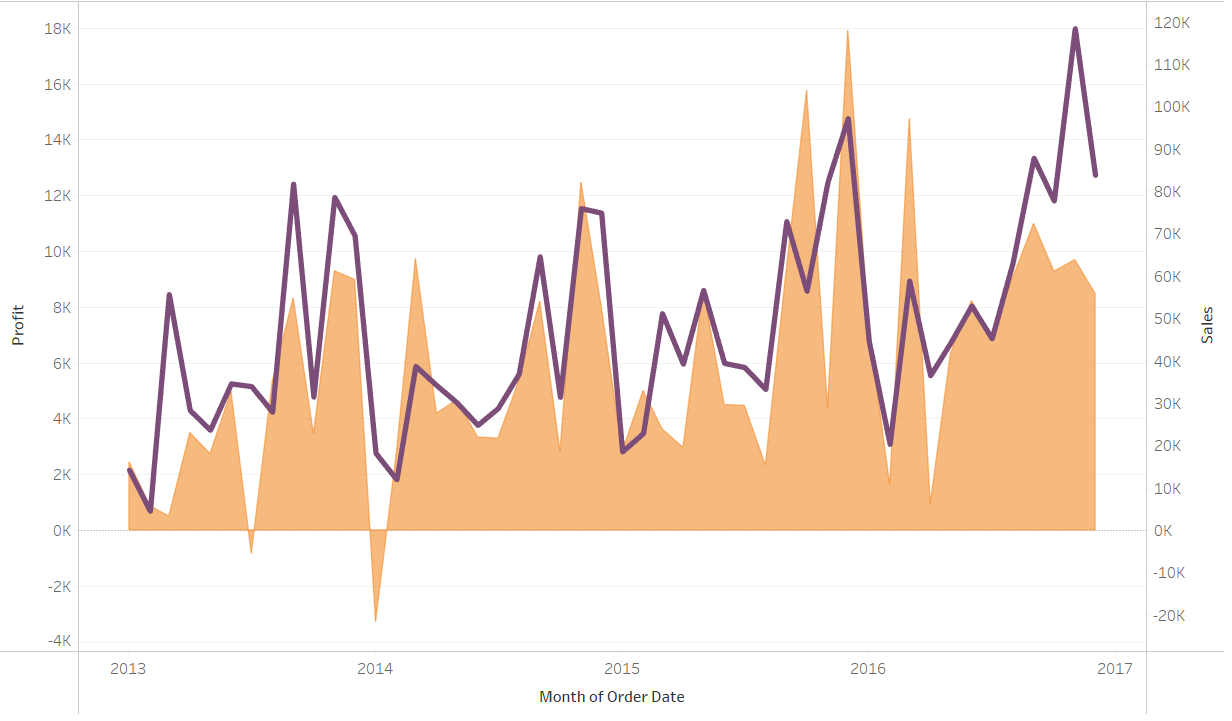 18K
16K
14K
12K
10K
8K
6K
4K
2K
0K
-2K
-4K
Profit
120K
110K
100K
90K
80K
70K
60K
50K
40K
30K
20K
10K
0K
-10K
-20K
Sales
2013 2014 2015 2016 2017
Month of Order Date